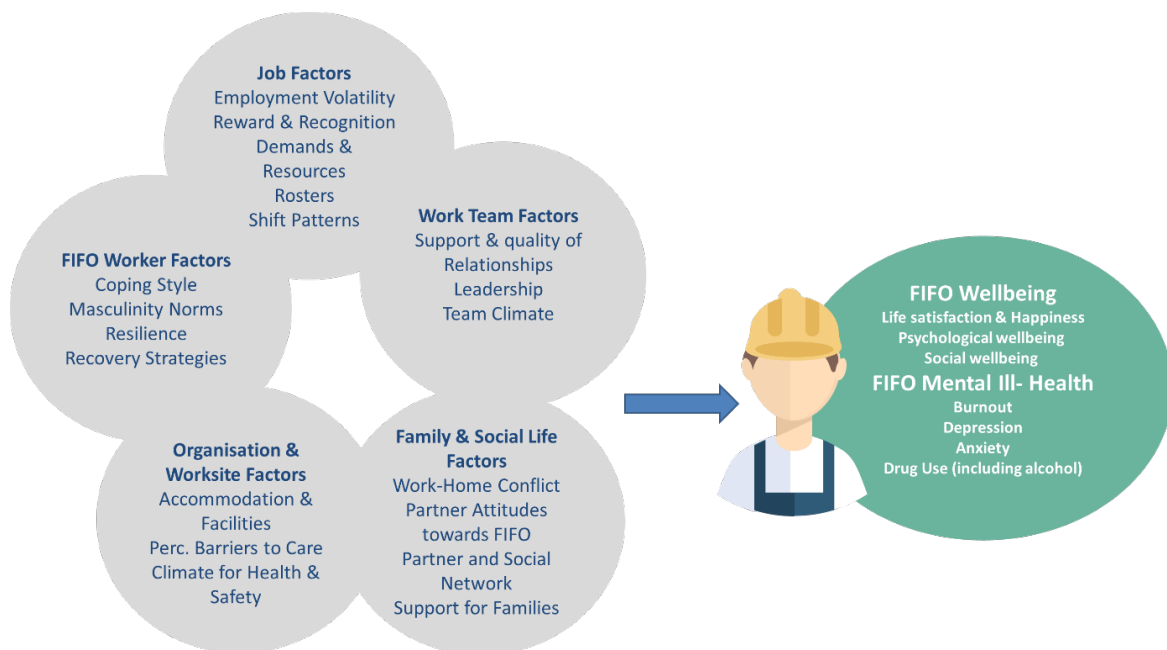 Job Factors
Employment Volatility
Reward & Recognition
Demands &
Resources
Rosters
Shift Patterns
Work Team Factors
Support & quality of
Relationships
Leadership
Team Climate
FIFO Worker Factors
Coping Style
Masculinity Norms
Resilience
Recovery Strategies
Organisation &
Worksite Factors
Accommodation &
Facilities
Perc. Barriers to Care
Climate for Health &
Safety
Family & Social Life
Factors
Work-Home Conflict
Partner Attitudes
towards FIFO
Partner and Social
Network
Support for Families
FIFO Wellbeing
Life satisfaction & Happiness
Psychological wellbeing
Social wellbeing
FIFO Mental Ill- Health
Burnout
Depression
Anxiety
Drug Use (including alcohol)